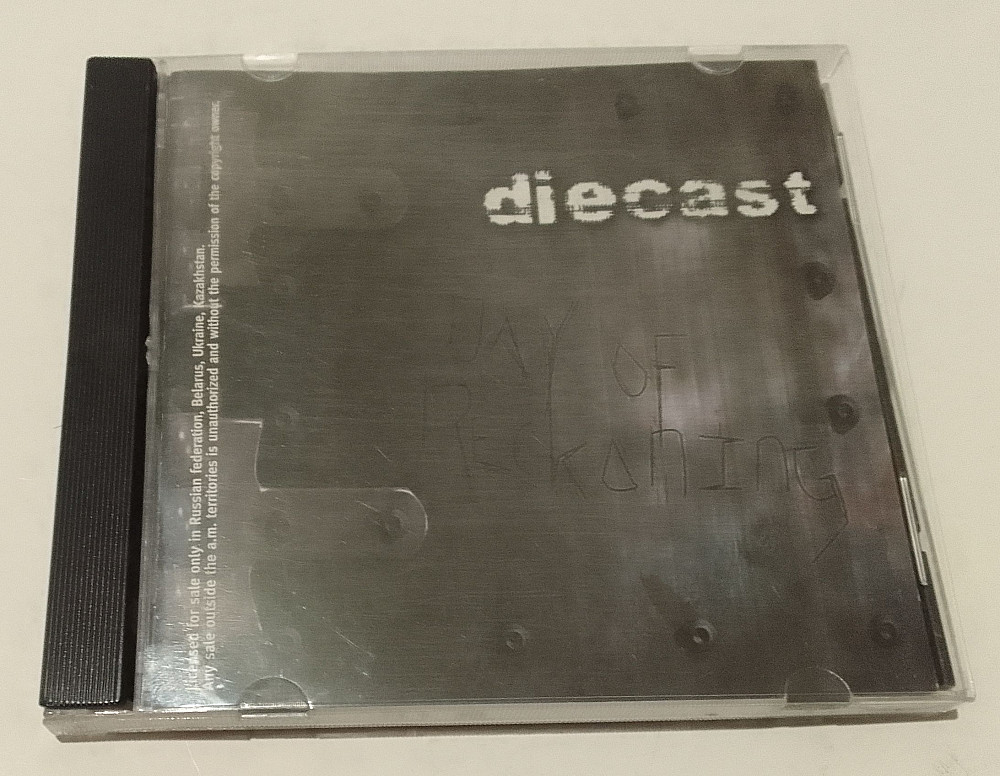 diecast
DAY OF
RECKONING
Licensed for sale only in Russian federation, Belarus, Ukraine, Kazakhstan.
Any sale outside the a.m. territories is unauthorized and without the permission of the copyright owner.